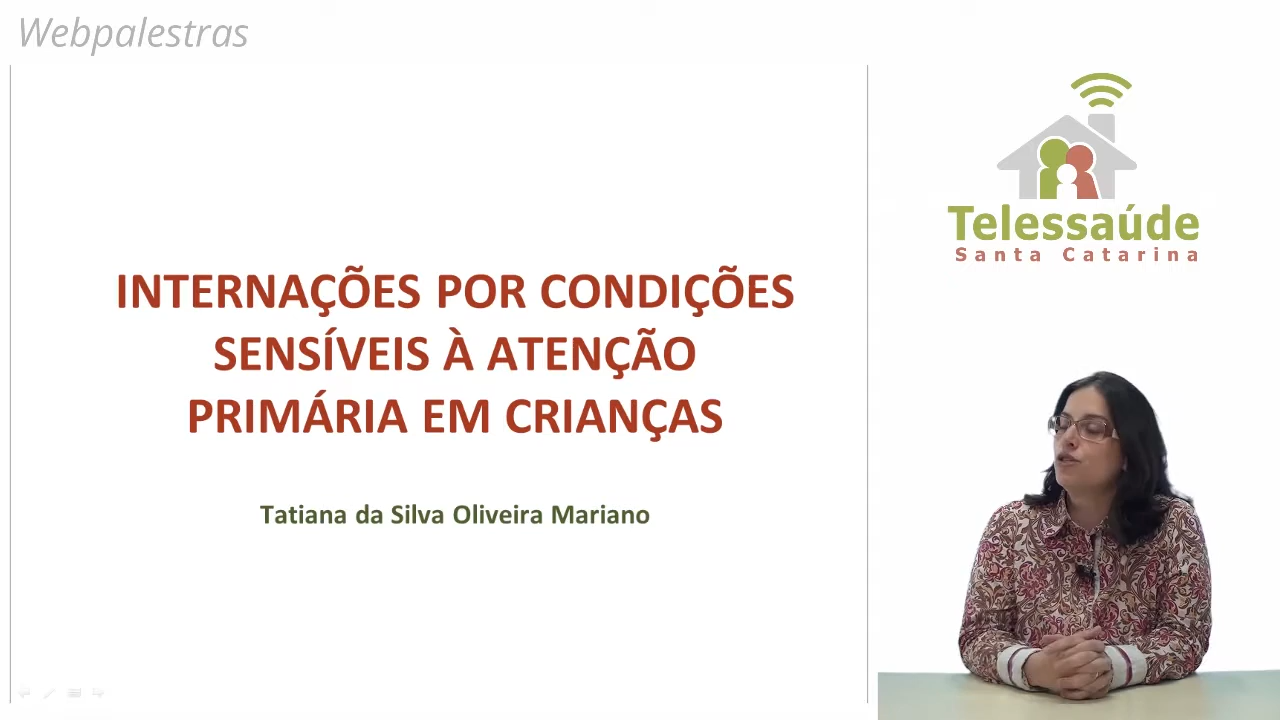 Webpalestras
INTERNAÇÕES POR CONDIÇÕES
SENSÍVEIS À ATENÇÃO
PRIMÁRIA EM CRIANÇAS
Tatiana da Silva Oliveira Mariano
Telessaúde
Santa Catarina